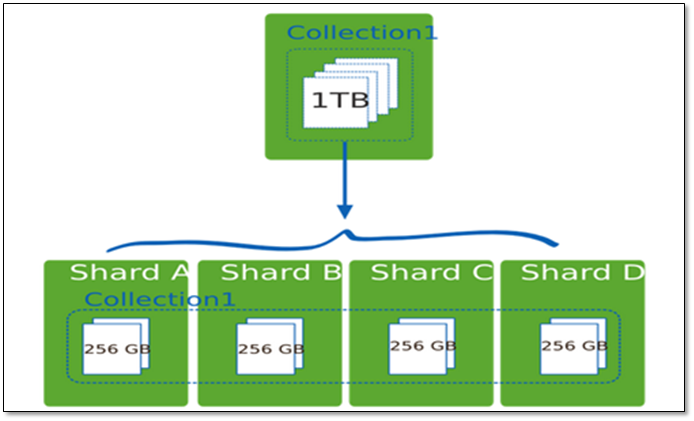 Collection1
1TB
Shard A Shard B Shard C Shard D
Collection1
256 GB 256 GB 256 GB 256 GB